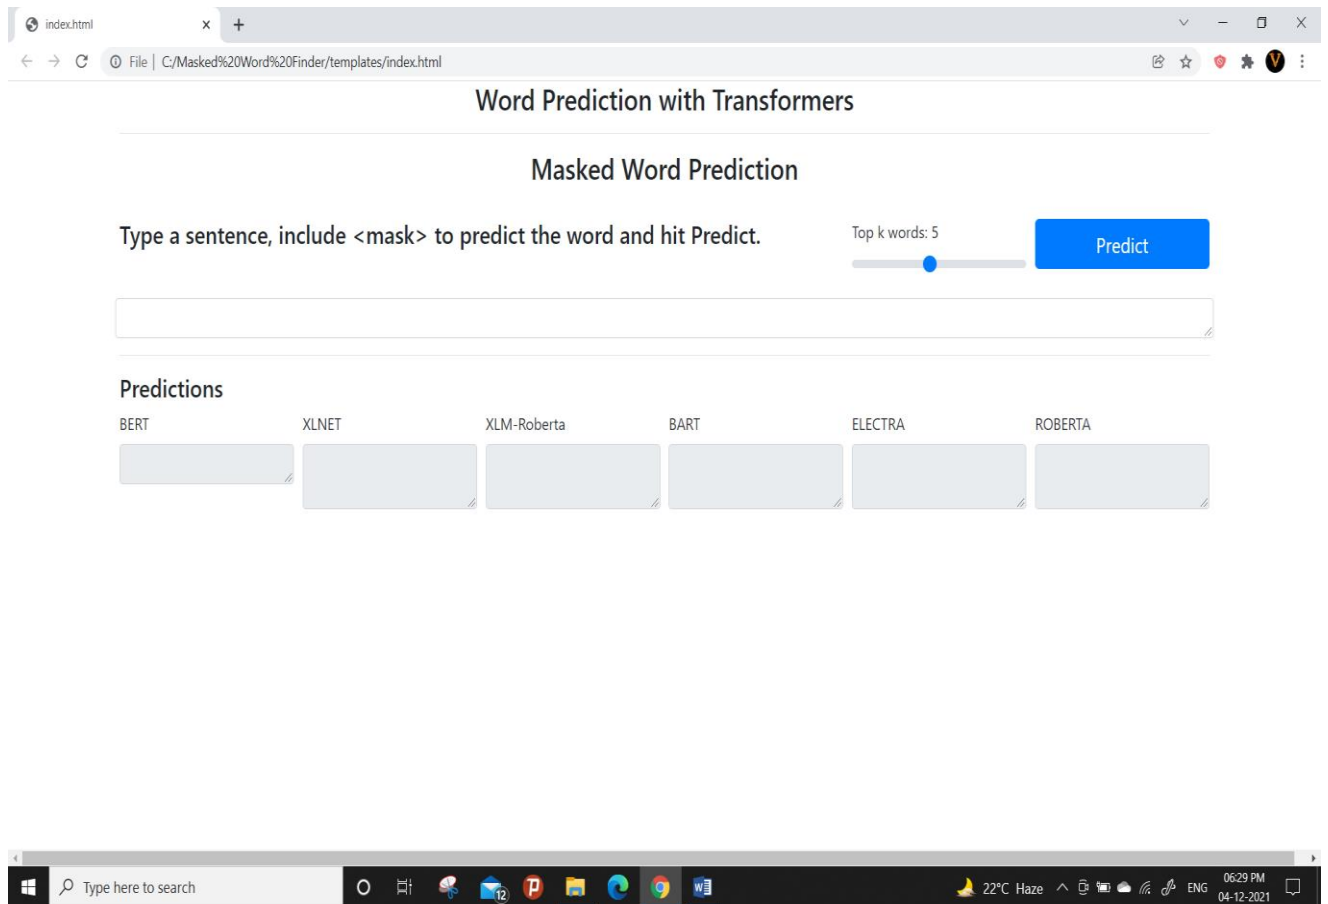 index.html
File | C:/Masked%20Word%20Finder/templates/index.html
Word Prediction with Transformers
Masked Word Prediction
Type a sentence, include <mask> to predict the word and hit Predict.
Top k words: 5
Predict
Predictions
BERT XLNET XLM-Roberta BART ELECTRA ROBERTA
Type here to search
12
22°C Haze
ENG
06:29 PM
04-12-2021